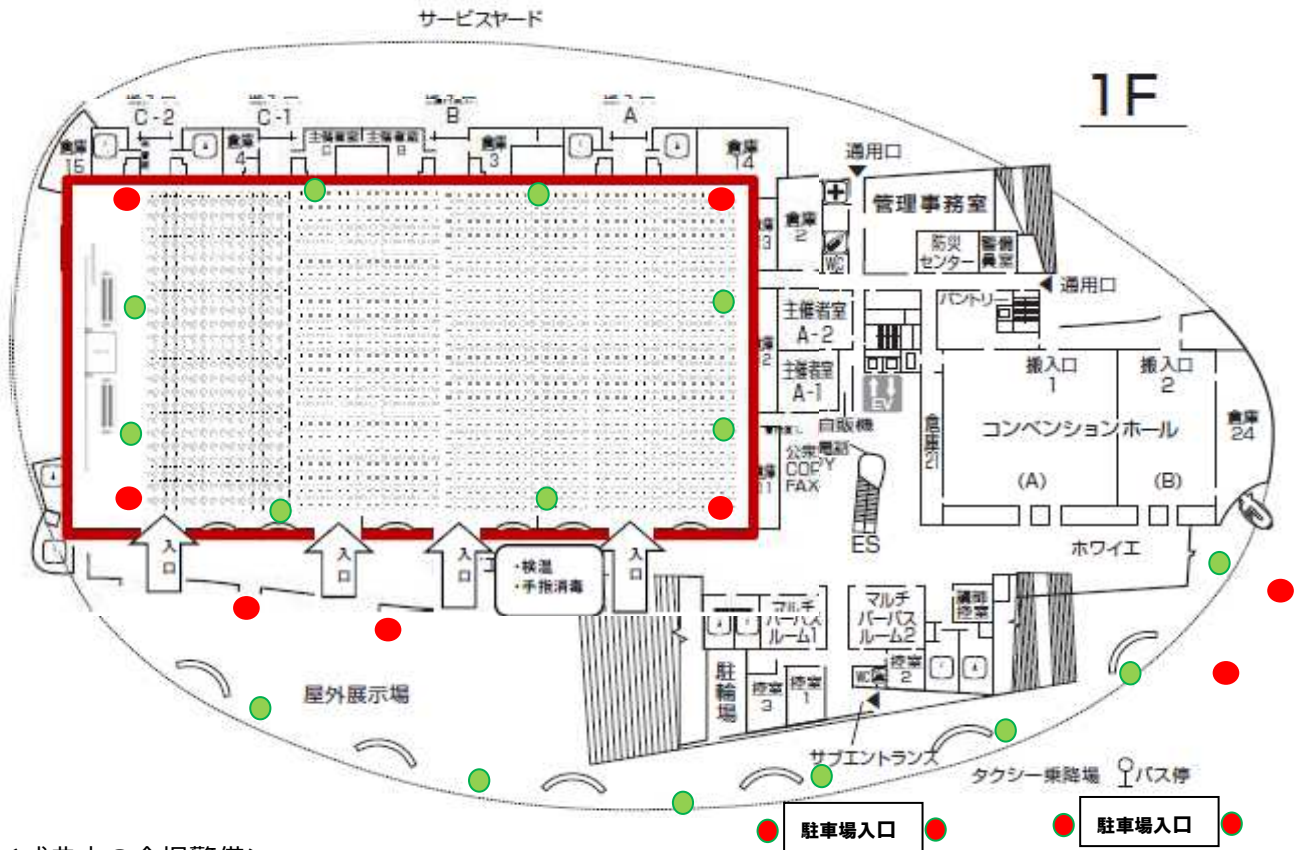 サービスヤード
1F
C-2
C-1
B
A
倉庫
15
倉庫
4
主催者室
C
主催者室
B
倉庫
3
倉庫
14
通用口
管理事務室
倉庫
2
WC
防災
センター
警備
員室
通用口
パントリー
主催者室
A-2
主催者室
A-1
EV
自販機
公衆電話
COPY
FAX
倉庫
21
搬入口
1
搬入口
2
コンベンションホール
(A)
(B)
倉庫
24
ES
ホワイエ
入口
入口
入口
入口
・検温
・手指消毒
マルチ
パーパス
ルーム1
マルチ
パーパス
ルーム2
講師
控室
控室
2
WC
駐輪場
控室
3
控室
1
屋外展示場
サブエントランス
タクシー乗降場
バス停
駐車場入口
駐車場入口